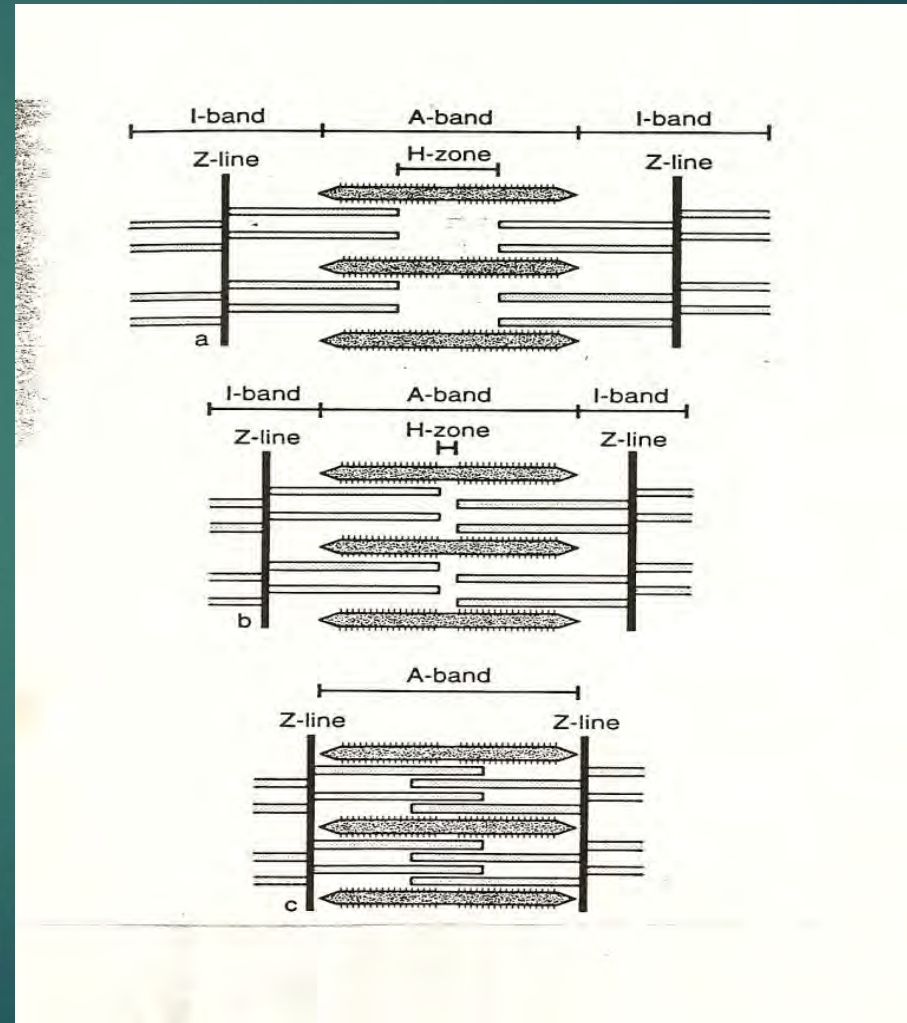 I-band A-band I-band
Z-line H-zone Z-line
a
I-band A-band I-band
Z-line H-zone Z-line
b
A-band
Z-line Z-line
c